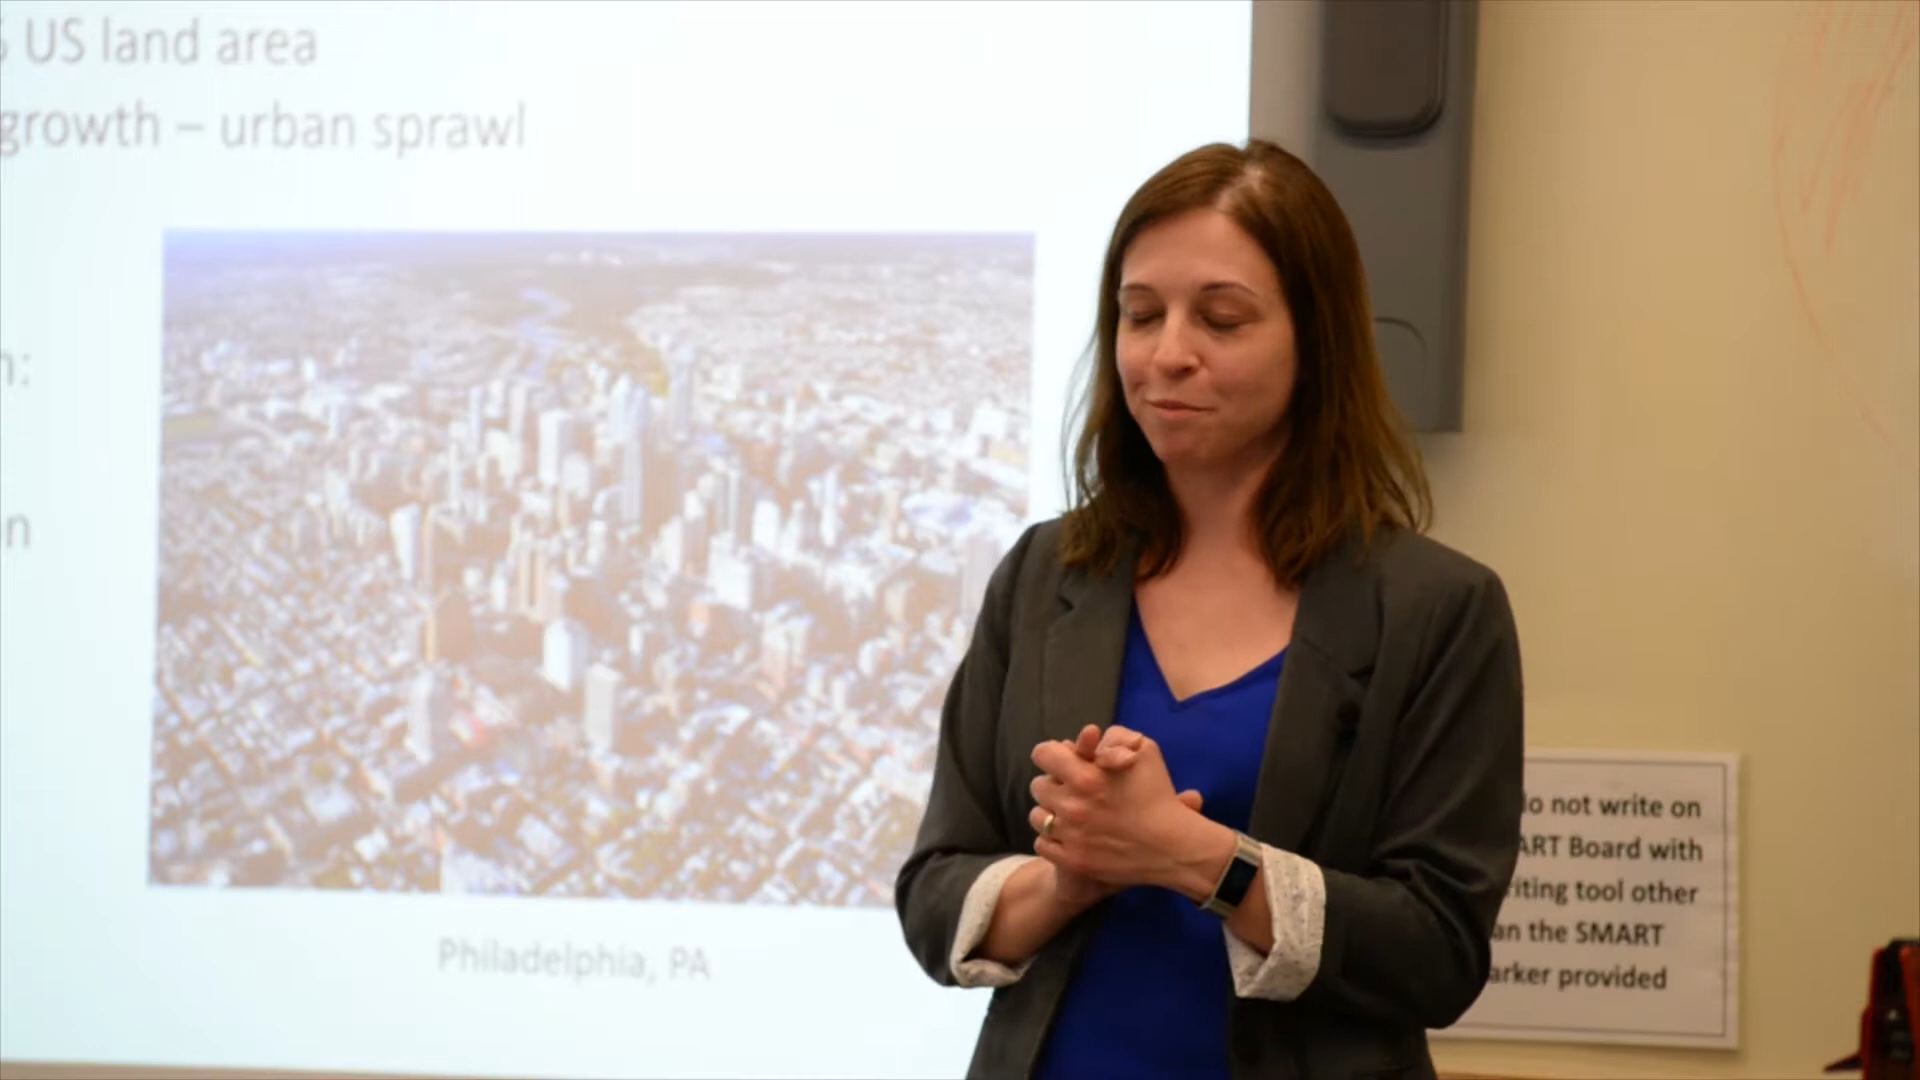 % US land area
growth – urban sprawl
n:
n
Philadelphia, PA
do not write on
ART Board with
riting tool other
an the SMART
arker provided